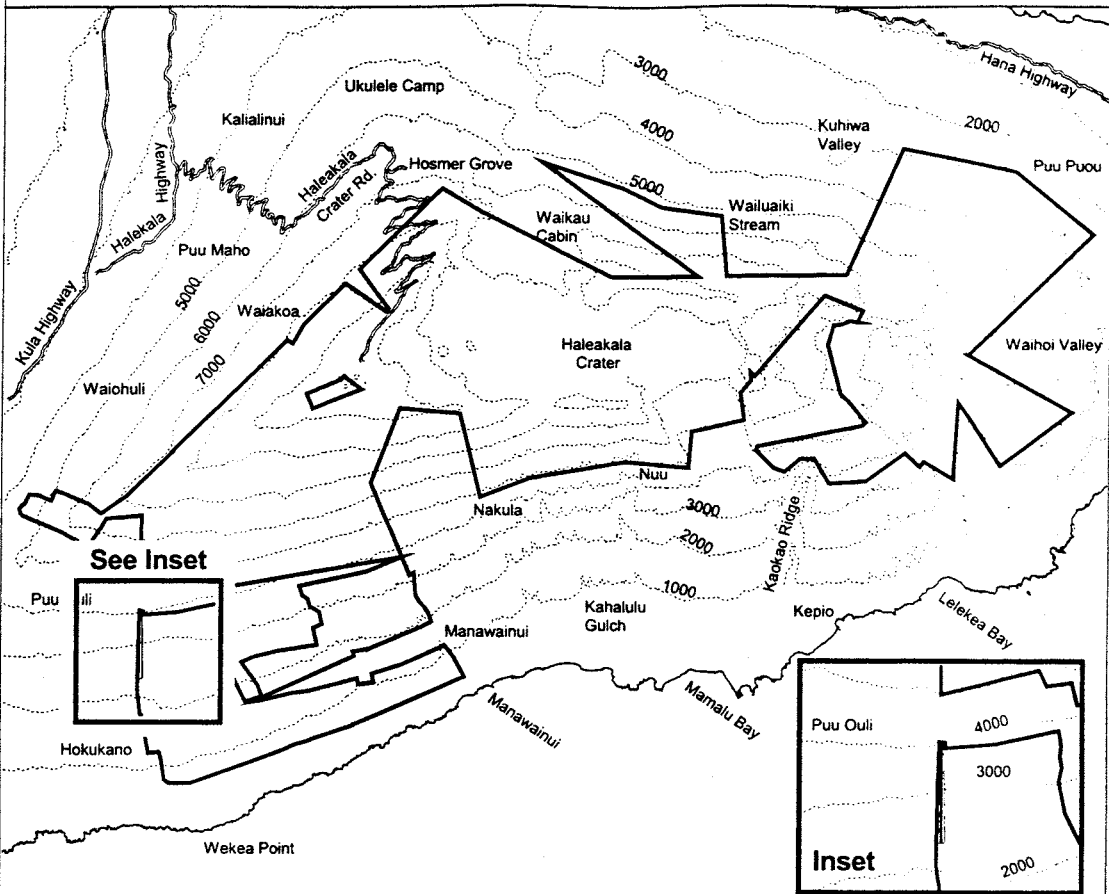 Hana Highway
3000
Ukulele Camp
Kalialinui
4000
Kuhiwa
Valley
2000
Highway
Haleakala
Crater Rd.
Hosmer Grove
5000
Puu Puou
Waikau
Cabin
Wailuaiki
Stream
Halekala
Puu Maho
5000
Kula Highway
Waiakoa
6000
Haleakala
Crater
Waihoi Valley
7000
Waiohuli
Nuu
Nakula
3000
2000
Kaokao Ridge
See Inset
1000
Puu
ili
Kahalulu
Gulch
Kepio
Lelekea Bay
Manawainui
Mamalu Bay
Manawainui
Hokukano
Puu Ouli
4000
3000
Wekea Point
Inset
2000